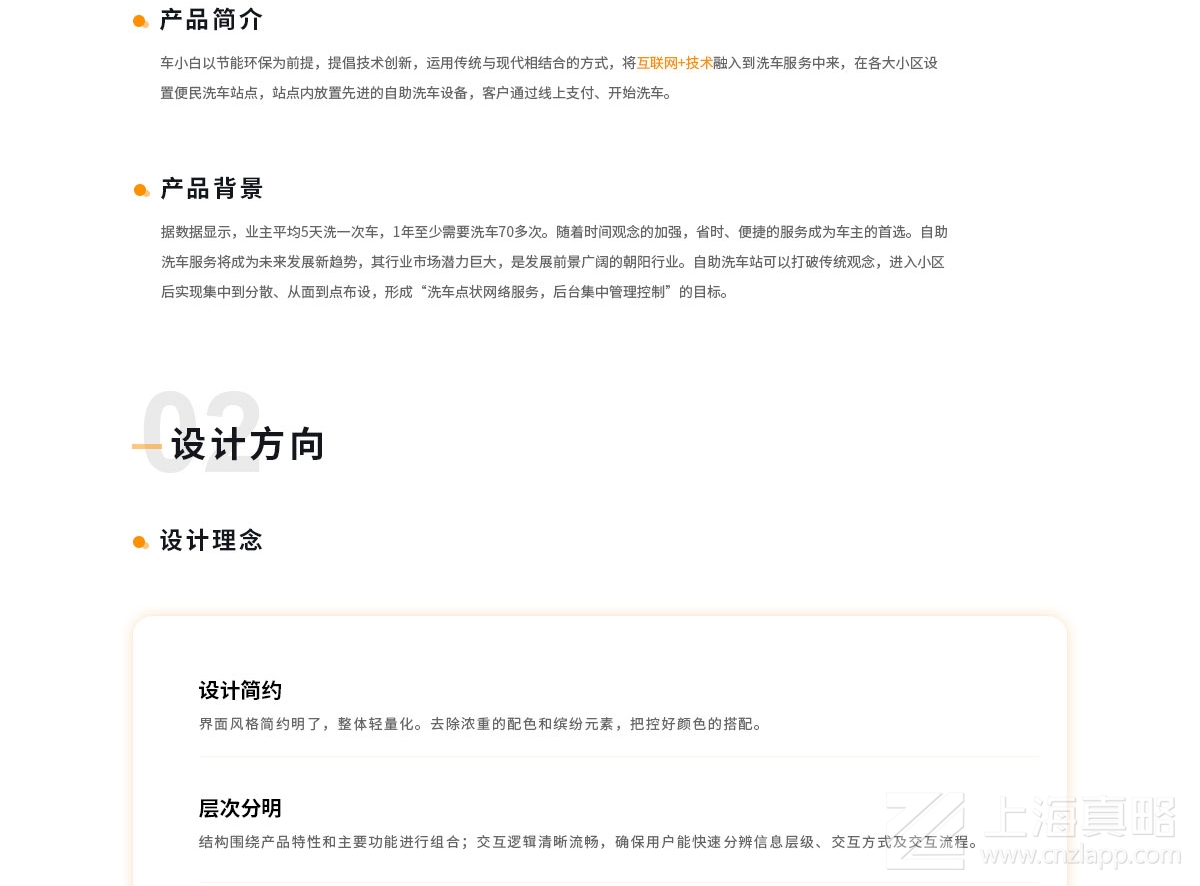 产品简介
车小白以节能环保为前提，提倡技术创新，运用传统与现代相结合的方式，将互联网+技术融入到洗车服务中来，在各大小区设
置便民洗车站点，站点内放置先进的自助洗车设备，客户通过线上支付、开始洗车。
产品背景
据数据显示，业主平均5天洗一次车，1年至少需要洗车70多次。随着时间观念的加强，省时、便捷的服务成为车主的首选。自助
洗车服务将成为未来发展新趋势，其行业市场潜力巨大，是发展前景广阔的朝阳行业。自助洗车站可以打破传统观念，进入小区
后实现集中到分散、从面到点布设，形成“洗车点状网络服务，后台集中管理控制”的目标。
02
设计方向
设计理念
设计简约
界面风格简约明了，整体轻量化。去除浓重的配色和缤纷元素，把控好颜色的搭配。
层次分明
结构围绕产品特性和主要功能进行组合；交互逻辑清晰流畅，确保用户能快速分辨信息层级、交互方式及交互流程。
上海真略
www.cnzlapp.com